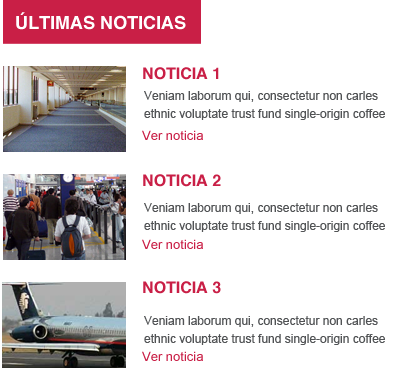 ÚLTIMAS NOTICIAS
NOTICIA 1
Veniam laborum qui, consectetur non carles
ethnic voluptate trust fund single-origin coffee
Ver noticia
NOTICIA 2
Veniam laborum qui, consectetur non carles
ethnic voluptate trust fund single-origin coffee
Ver noticia
NOTICIA 3
Veniam laborum qui, consectetur non carles
ethnic voluptate trust fund single-origin coffee
Ver noticia